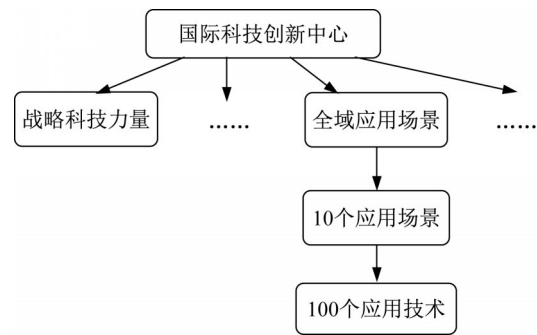 国际科技创新中心
战略科技力量
……
全域应用场景
……
10个应用场景
100个应用技术